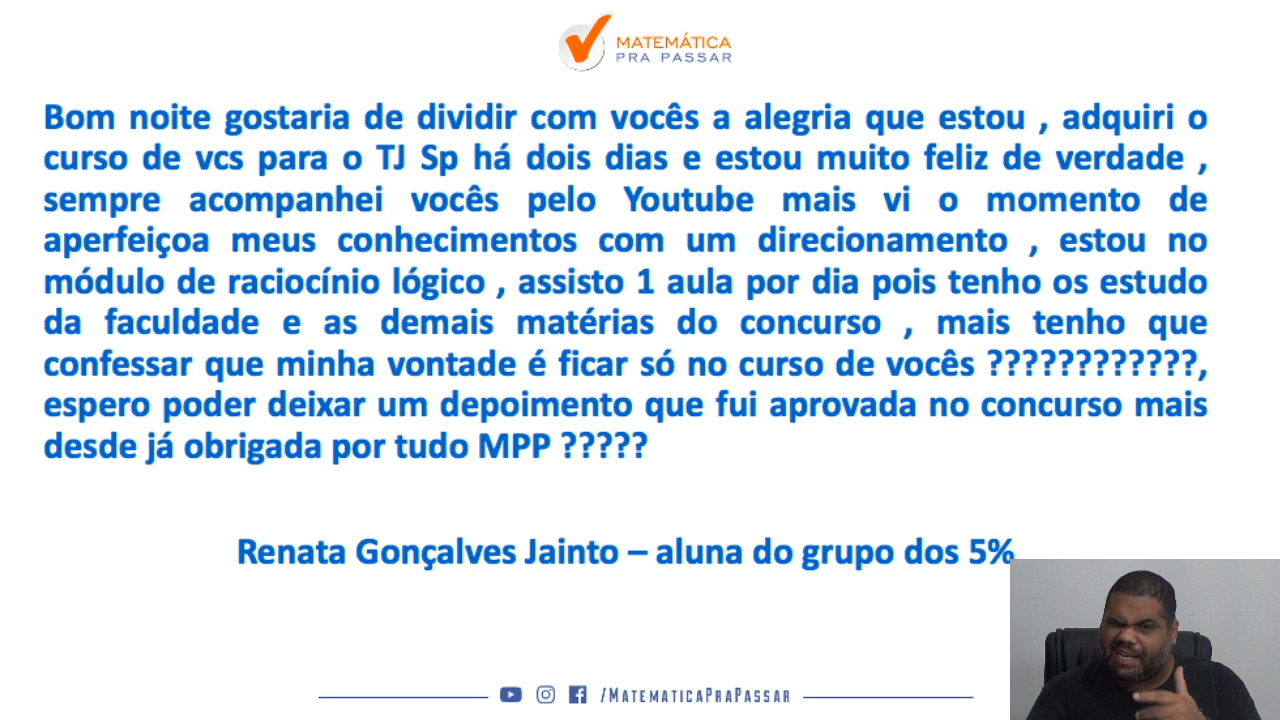 MATEMÁTICA
PRA PASSAR
Bom noite gostaria de dividir com vocês a alegria que estou , adquiri o
curso de vcs para o TJ Sp há dois dias e estou muito feliz de verdade ,
sempre acompanhei vocês pelo Youtube mais vi o momento de
aperfeiçoa meus conhecimentos com um direcionamento , estou no
módulo de raciocínio lógico , assisto 1 aula por dia pois tenho os estudo
da faculdade e as demais matérias do concurso , mais tenho que
confessar que minha vontade é ficar só no curso de vocês ????????????,
espero poder deixar um depoimento que fui aprovada no concurso mais
desde já obrigada por tudo MPP ?????
Renata Gonçalves Jainto – aluna do grupo dos 5%
/MATEMATICAPRAPASSAR